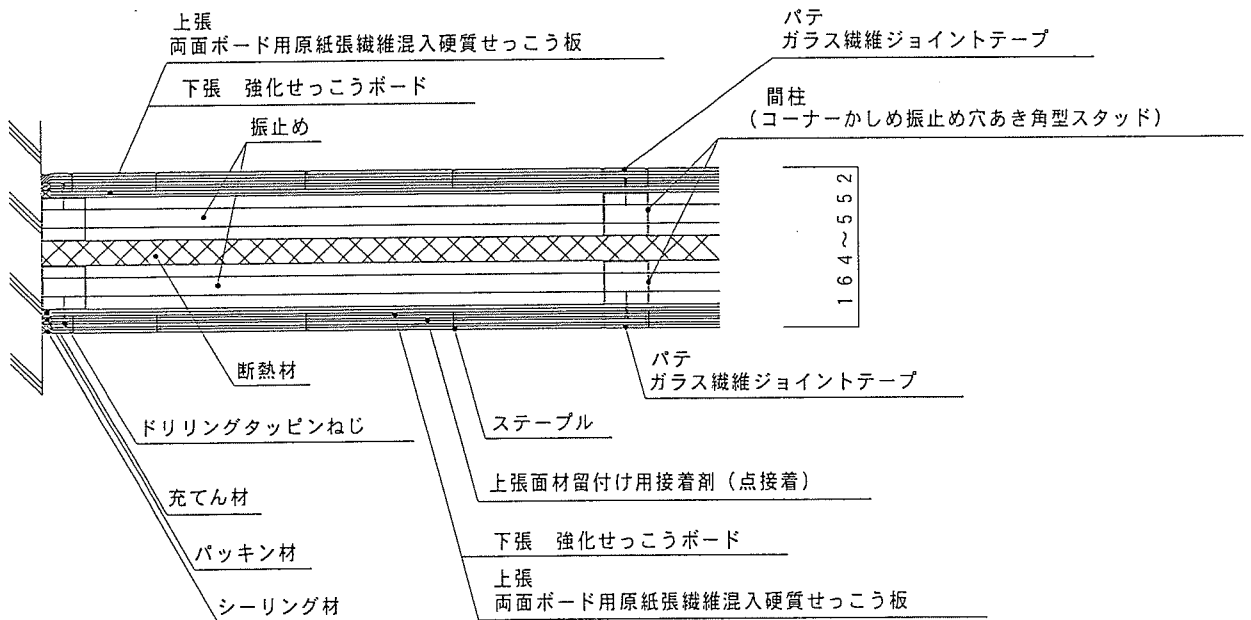 上張
両面ボード用原紙張繊維混入硬質せっこう板
下張　強化せっこうボード
振止め
パテ
ガラス繊維ジョイントテープ
間柱
（コーナーかしめ振止め穴あき角型スタッド）
164～552
断熱材
パテ
ガラス繊維ジョイントテープ
ドリリングタッピンねじ
ステープル
充てん材
上張面材留付け用接着剤（点接着）
パッキン材
下張　強化せっこうボード
シーリング材
上張
両面ボード用原紙張繊維混入硬質せっこう板